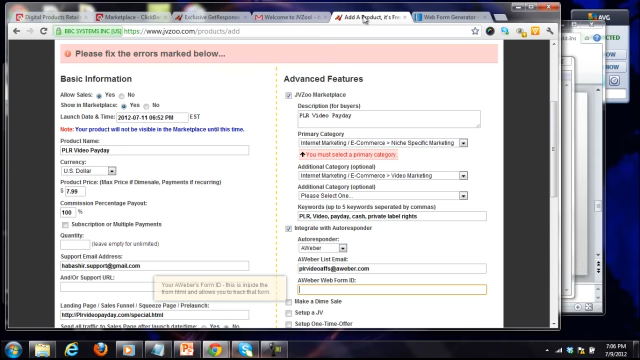 Digital Products Retail
Marketplace - ClickBa
Exclusive GetRespons
Welcome to JVZoo! -
Add A Product, it's Fre
Web Form Generator
AVG
BBC SYSTEMS,INC [US] https://www.jvzoo.com/products/add
Please fix the errors marked below...
Basic Information
Allow Sales: Yes No
Show in Marketplace: Yes No
Launch Date & Time: 2012-07-11 06:52 PM EST
Note: Your product will not be visible in the Marketplace until this time.
Product Name:
PLR Video Payday
Currency:
U.S. Dollar
Product Price: (Max Price if Dimesale, Payments if recurring)
$ 7.99
Commission Percentage Payout:
100 %
Subscription or Multiple Payments
Quantity:
(leave empty for unlimited)
Support Email Address:
habashir.support@gmail.com
And/Or Support URL:
Your AWeber's Form ID - this is inside the
from html and allows you to track that form.
Landing Page / Sales Funnel / Squeeze Page / Prelaunch:
http://Plrvideopayday.com/special.html
Send all traffic to Sales Page after launch datetime: Yes No
Advanced Features
JVZoo Marketplace
Description (for buyers)
PLR Video Payday
Primary Category
Internet Marketing / E-Commerce > Niche Specific Marketing
You must select a primary category.
Additional Category (optional)
Internet Marketing / E-Commerce > Video Marketing
Additional Category (optional)
Please Select One...
Keywords (up to 5 keywords seperated by commas)
PLR, Video, payday, cash, private label rights
Integrate with Autoresponder
Autoresponder:
AWeber
AWeber List Email:
plrvideoaffs@aweber.com
AWeber Web Form ID:
Make a Dime Sale
Setup a JV
Setup One-Time-Offer
7:06 PM
7/9/2012